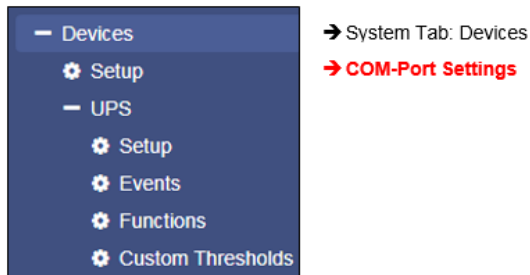 Devices
➔ System Tab: Devices
Setup
➔ COM-Port Settings
UPS
Setup
Events
Functions
Custom Thresholds